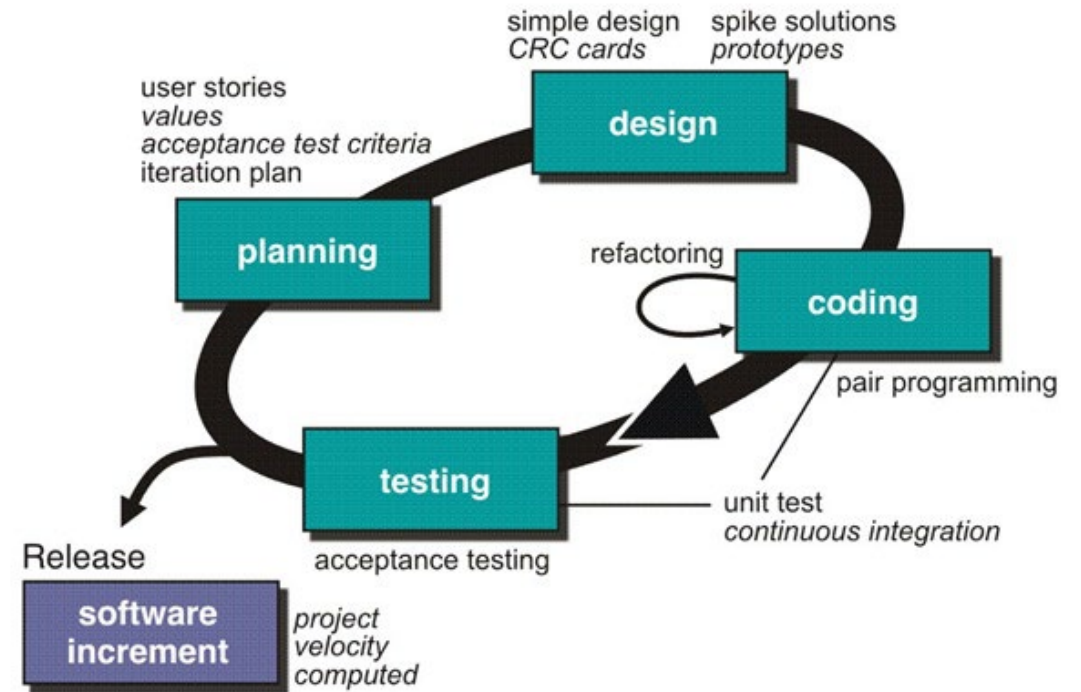 simple design
CRC cards
spike solutions
prototypes
user stories
values
acceptance test criteria
iteration plan
design
planning
refactoring
coding
pair programming
testing
unit test
continuous integration
acceptance testing
Release
software
increment
project
velocity
computed